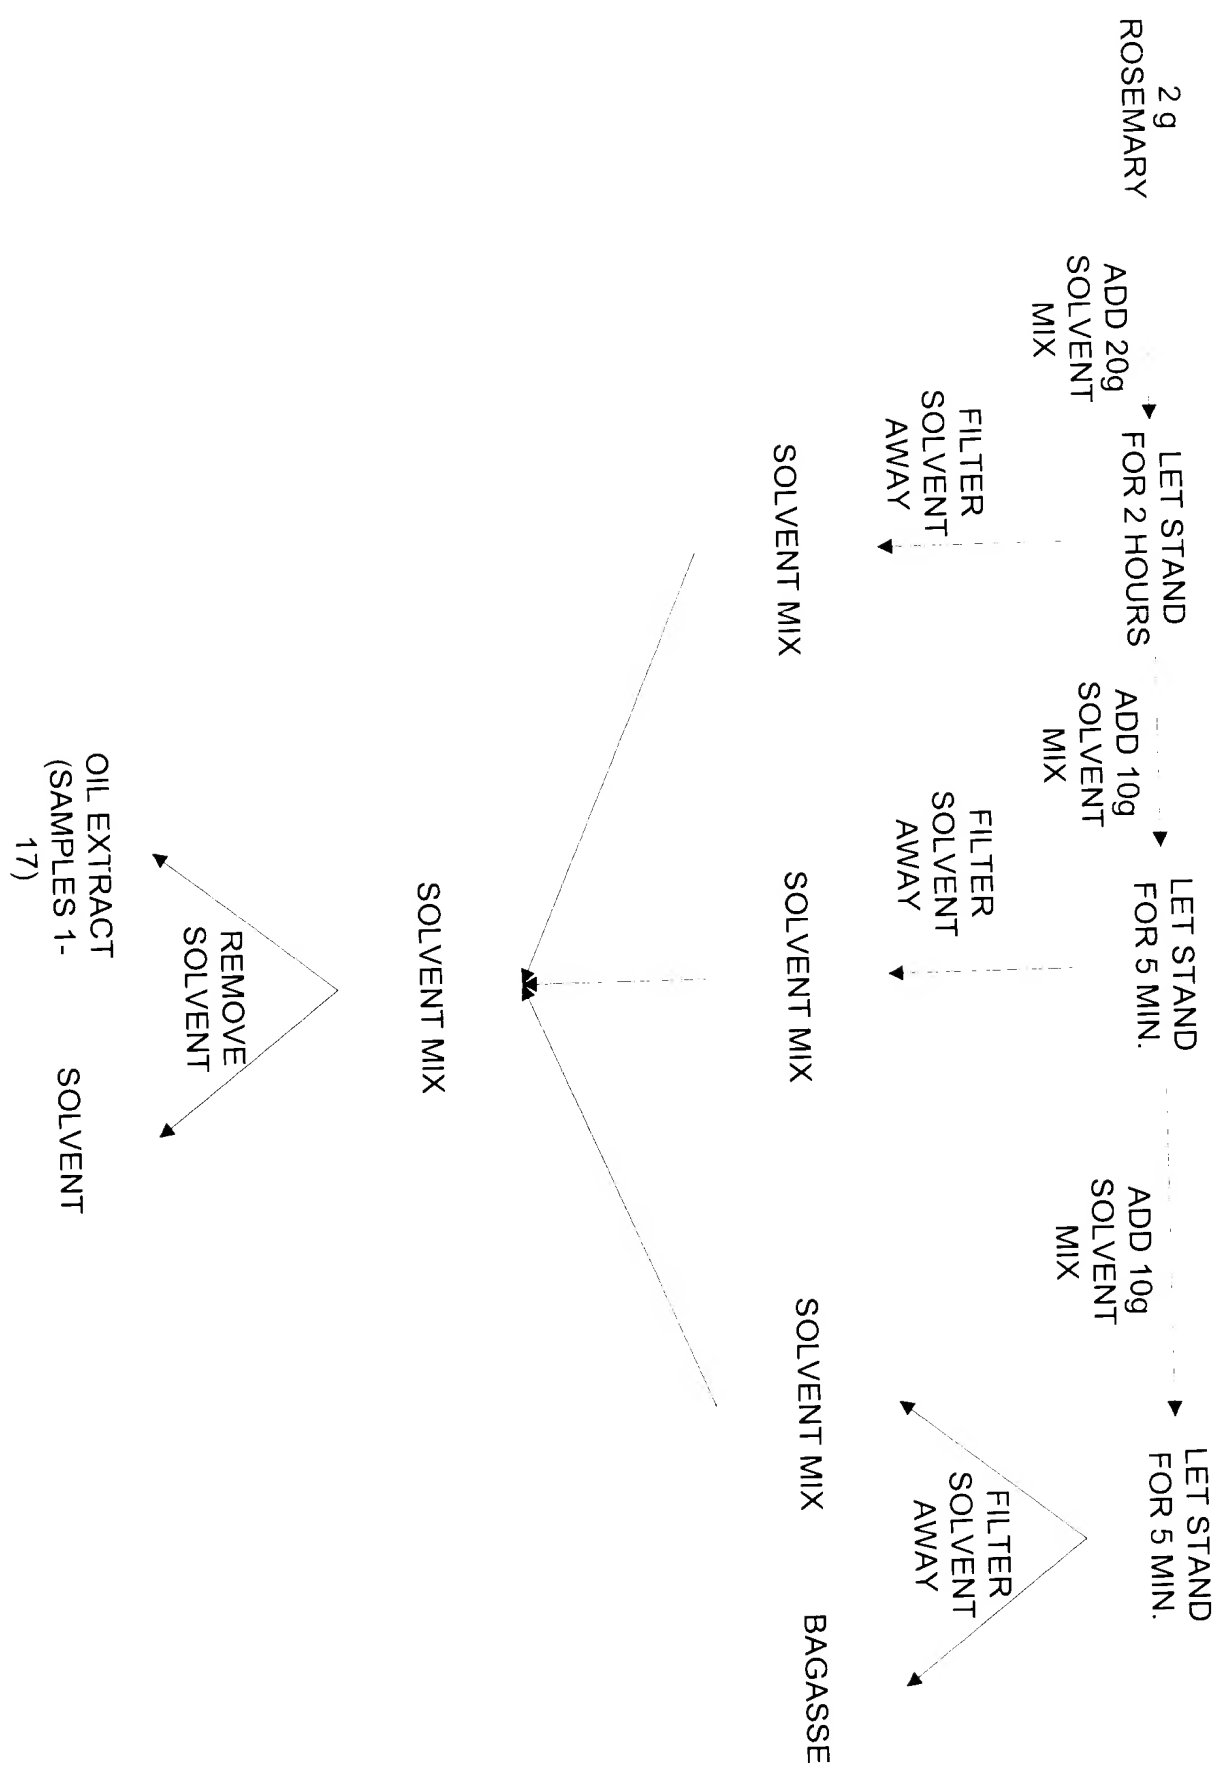 2 g
ROSEMARY
ADD 20g
SOLVENT
MIX
LET STAND
FOR 2 HOURS
ADD 10g
SOLVENT
MIX
LET STAND
FOR 5 MIN.
ADD 10g
SOLVENT
MIX
LET STAND
FOR 5 MIN.
FILTER
SOLVENT
AWAY
FILTER
SOLVENT
AWAY
FILTER
SOLVENT
AWAY
SOLVENT MIX
SOLVENT MIX
SOLVENT MIX
BAGASSE
SOLVENT MIX
REMOVE
SOLVENT
OIL EXTRACT
(SAMPLES 1-
17)
SOLVENT